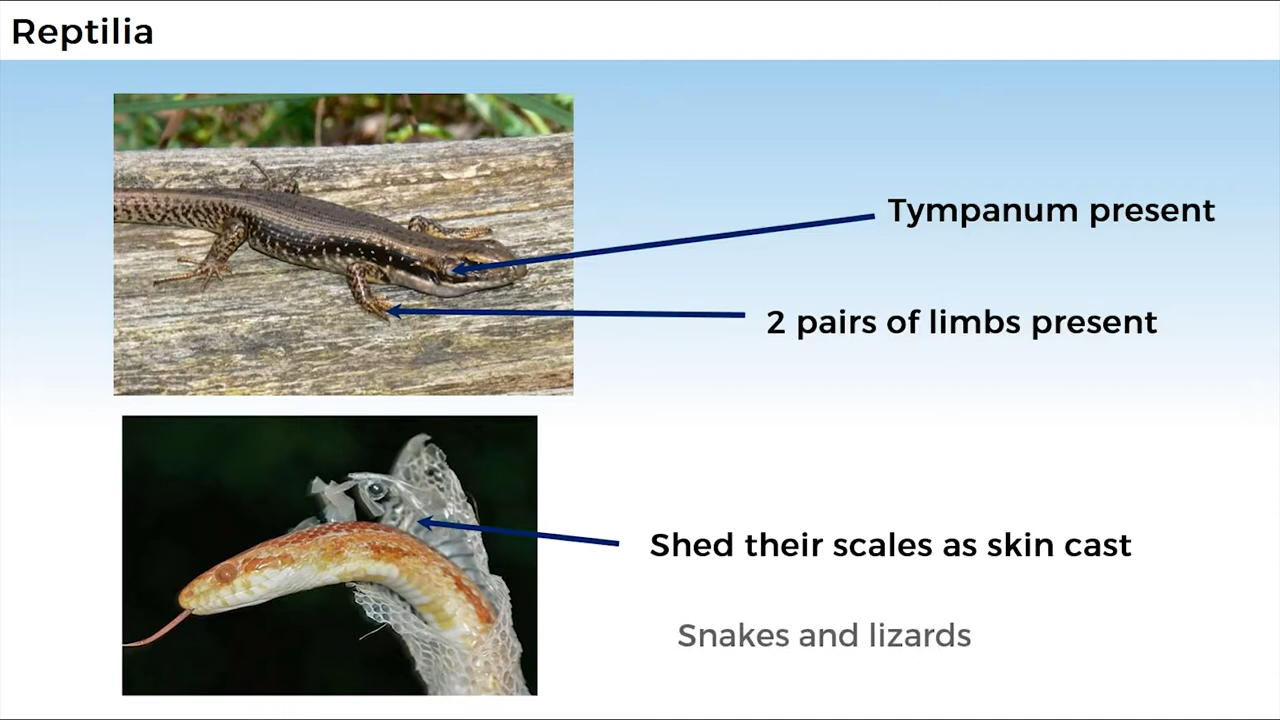 Reptilia
Tympanum present
2 pairs of limbs present
Shed their scales as skin cast
Snakes and lizards